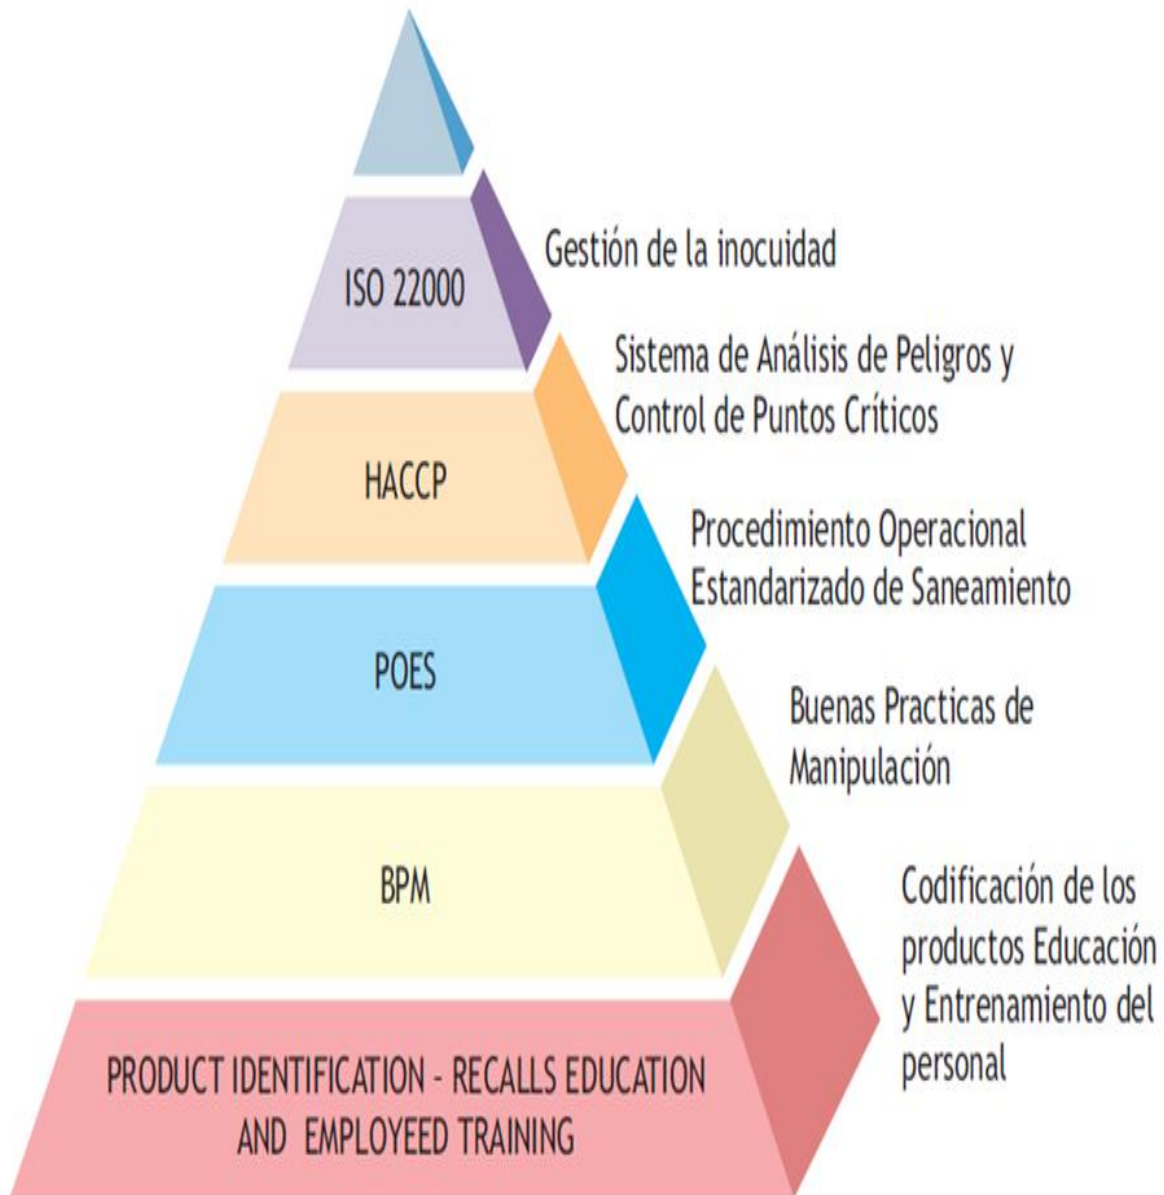 ISO 22000
Gestión de la inocuidad
HACCP
Sistema de Análisis de Peligros y
Control de Puntos Críticos
POES
Procedimiento Operacional
Estandarizado de Saneamiento
BPM
Buenas Practicas de
Manipulación
PRODUCT IDENTIFICATION - RECALLS EDUCATION
AND EMPLOYEED TRAINING
Codificación de los
productos Educación
y Entrenamiento del
personal